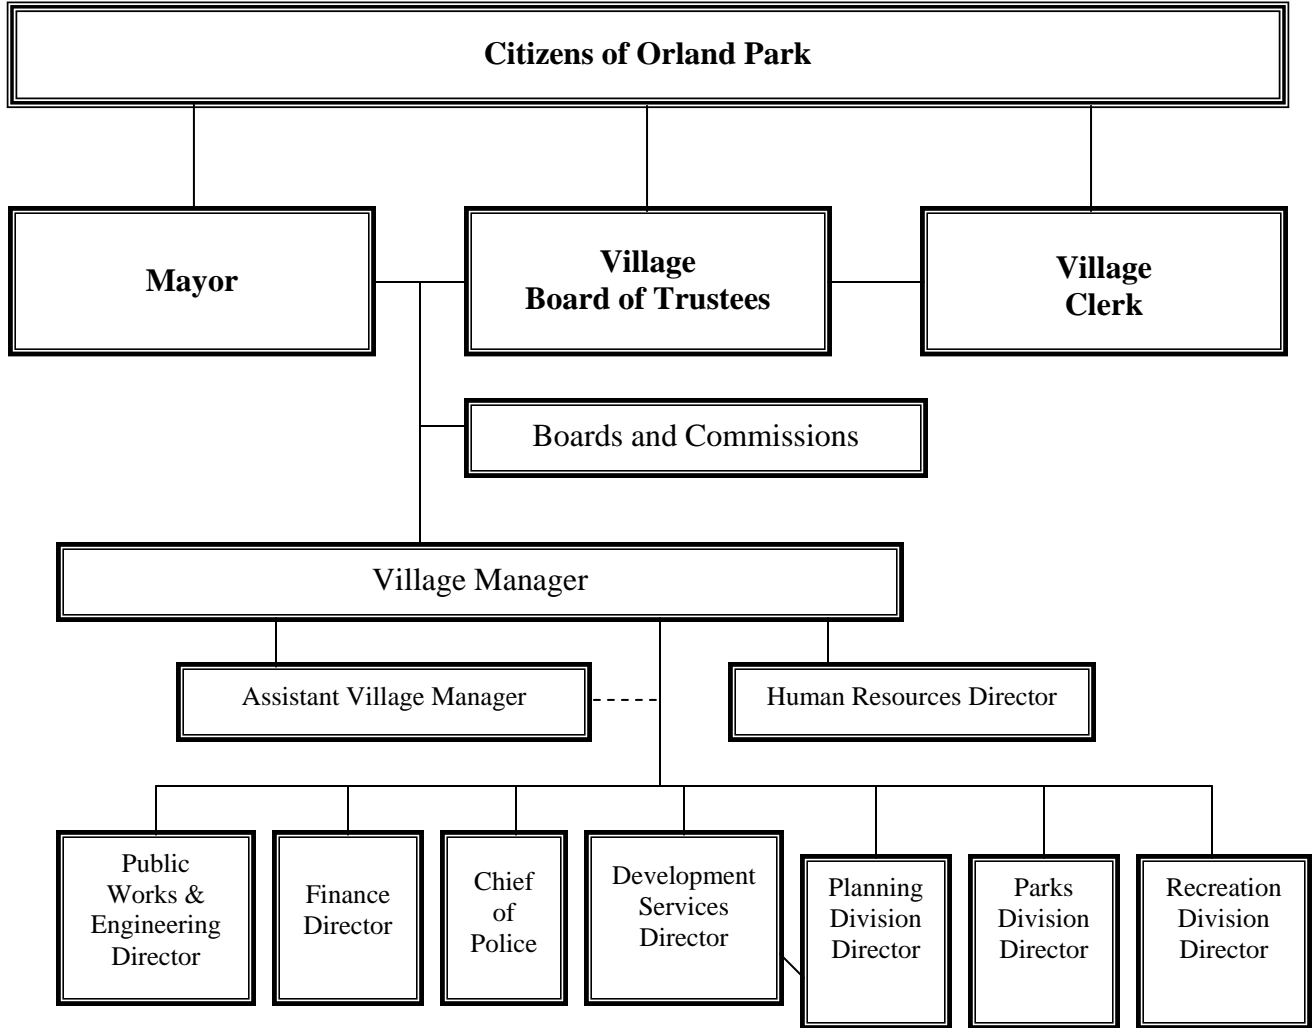 Citizens of Orland Park
Mayor
Village
Board of Trustees
Village
Clerk
Boards and Commissions
Village Manager
Assistant Village Manager
Human Resources Director
Public
Works &
Engineering
Director
Finance
Director
Chief
of
Police
Development
Services
Director
Planning
Division
Director
Parks
Division
Director
Recreation
Division
Director